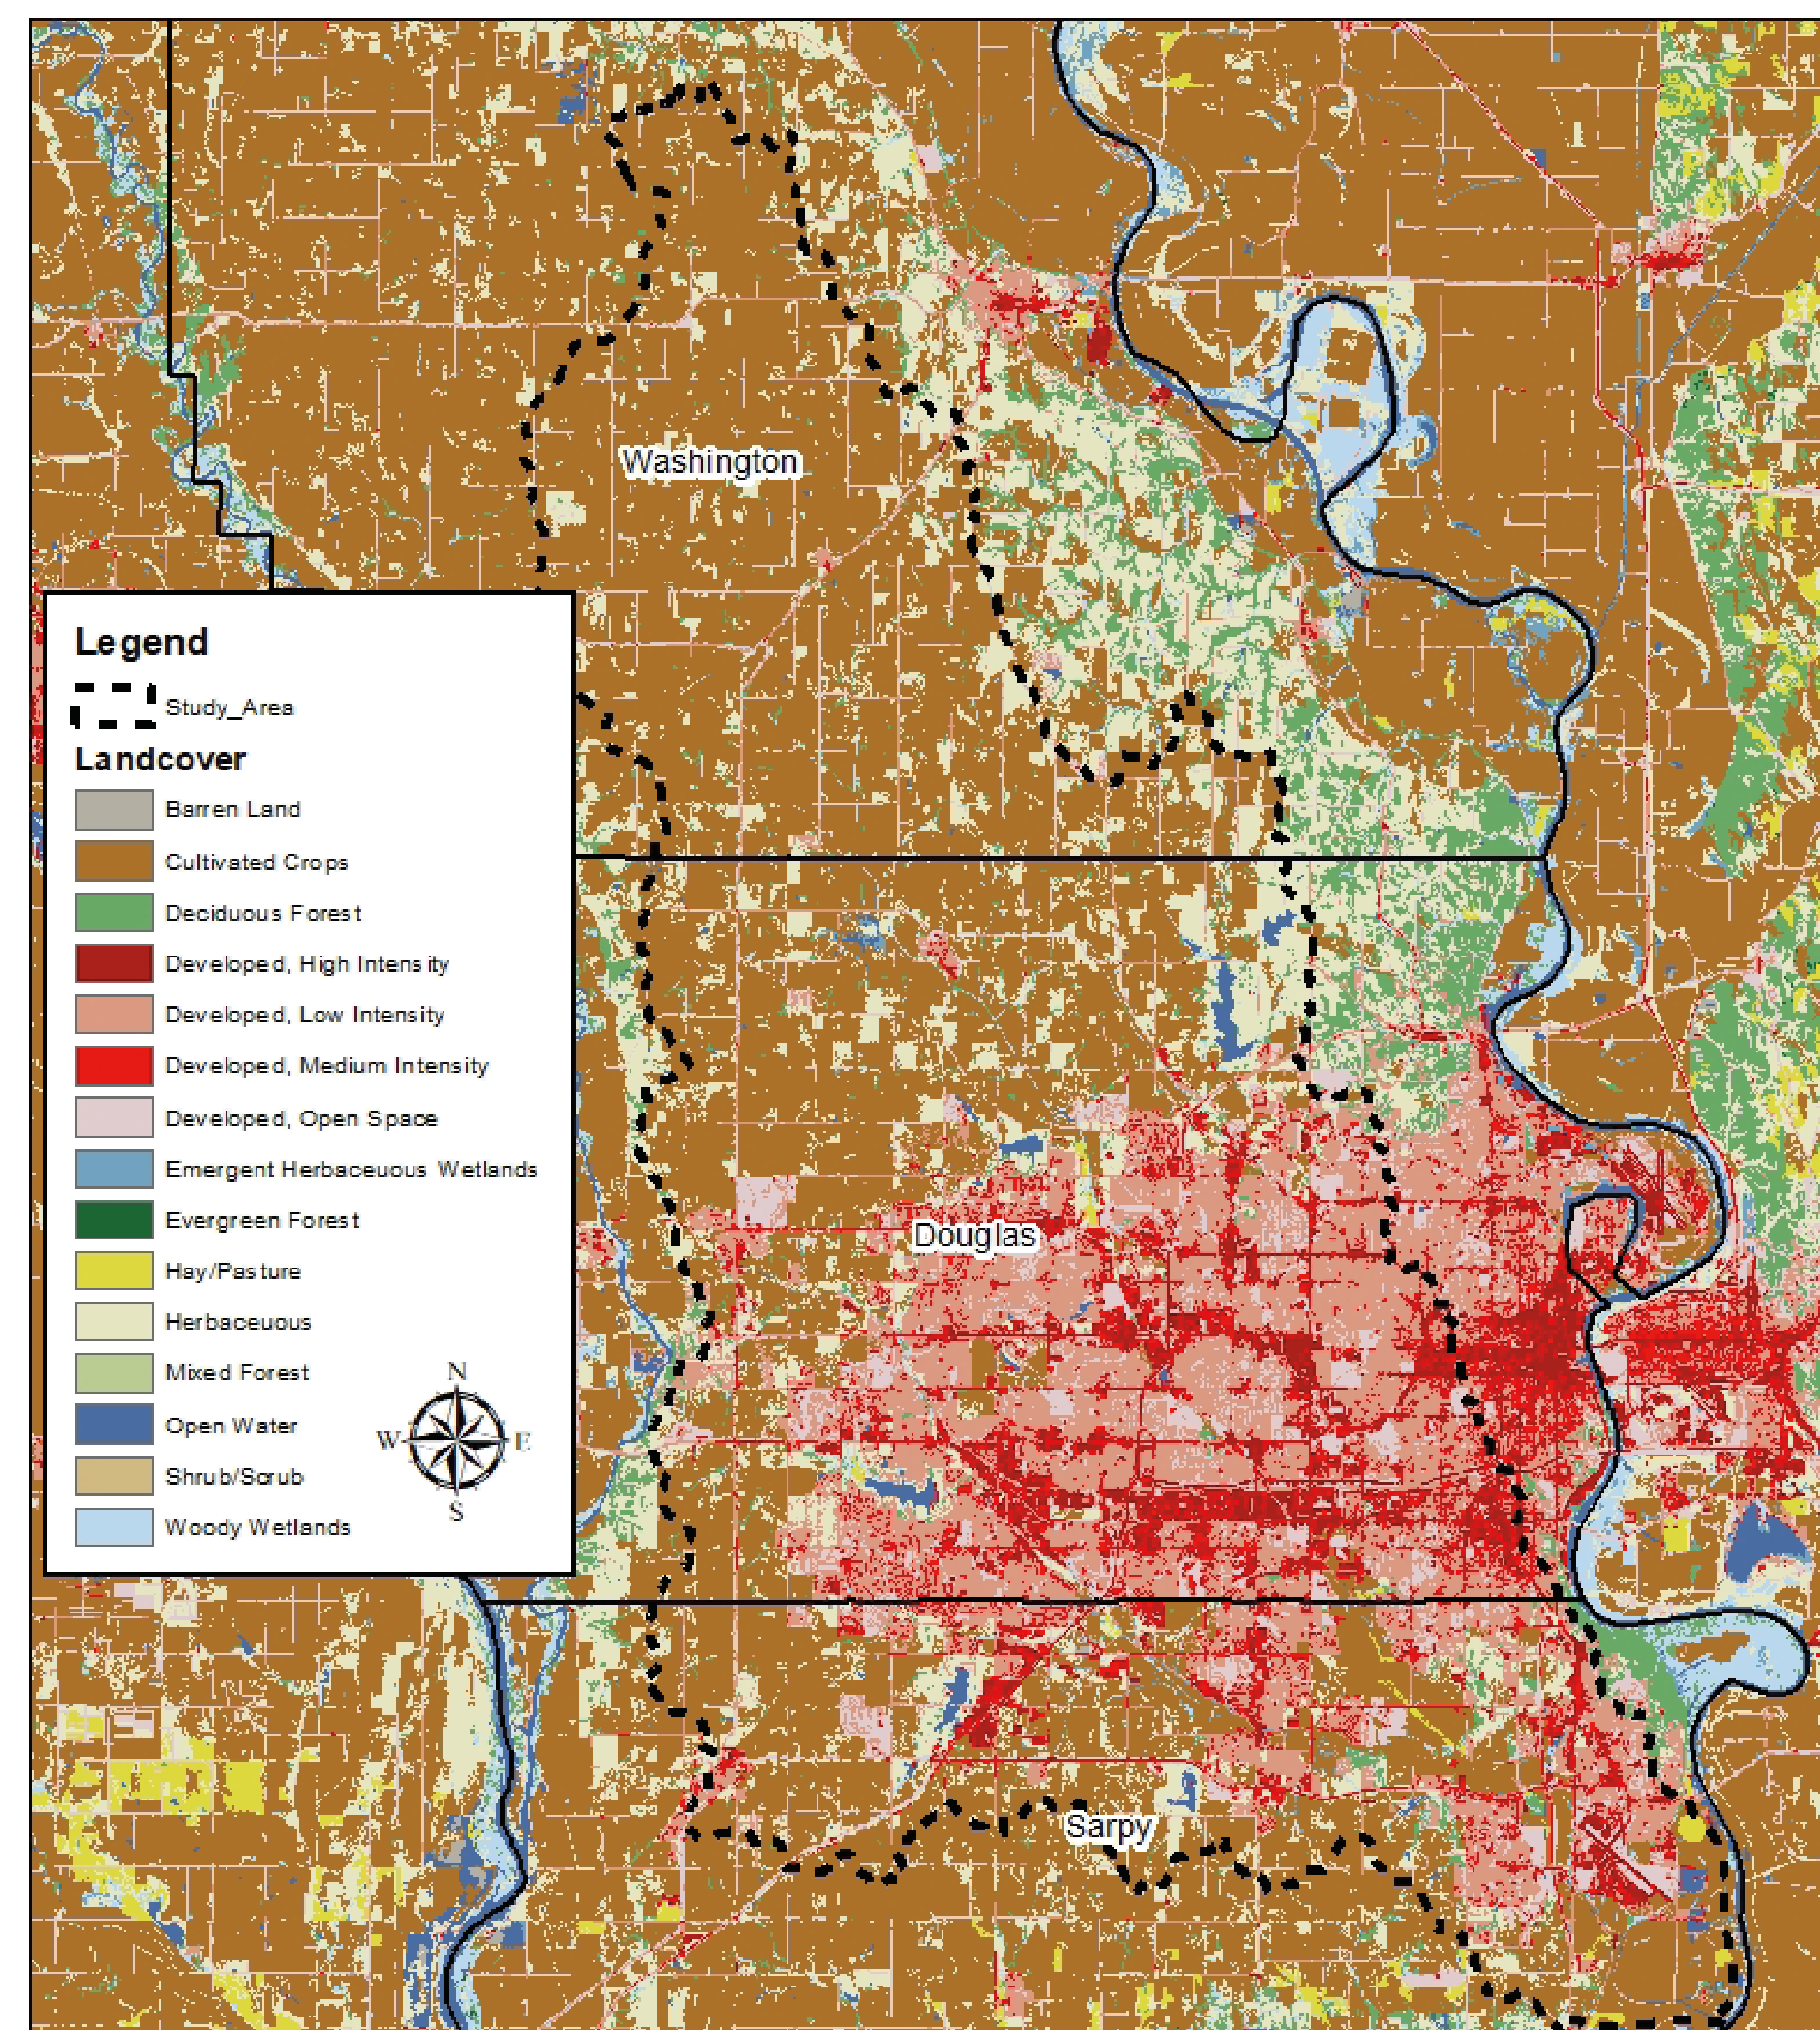 Washington
Legend
Study_Area
Landcover
Barren Land
Cultivated Crops
Deciduous Forest
Developed, High Intensity
Developed, Low Intensity
Developed, Medium Intensity
Developed, Open Space
Emergent Herbaceuous Wetlands
Evergreen Forest
Hay/Pasture
Herbaceuous
Mixed Forest
Open Water
Shrub/Scrub
Woody Wetlands
N
W E
S
Douglas
Sarpy